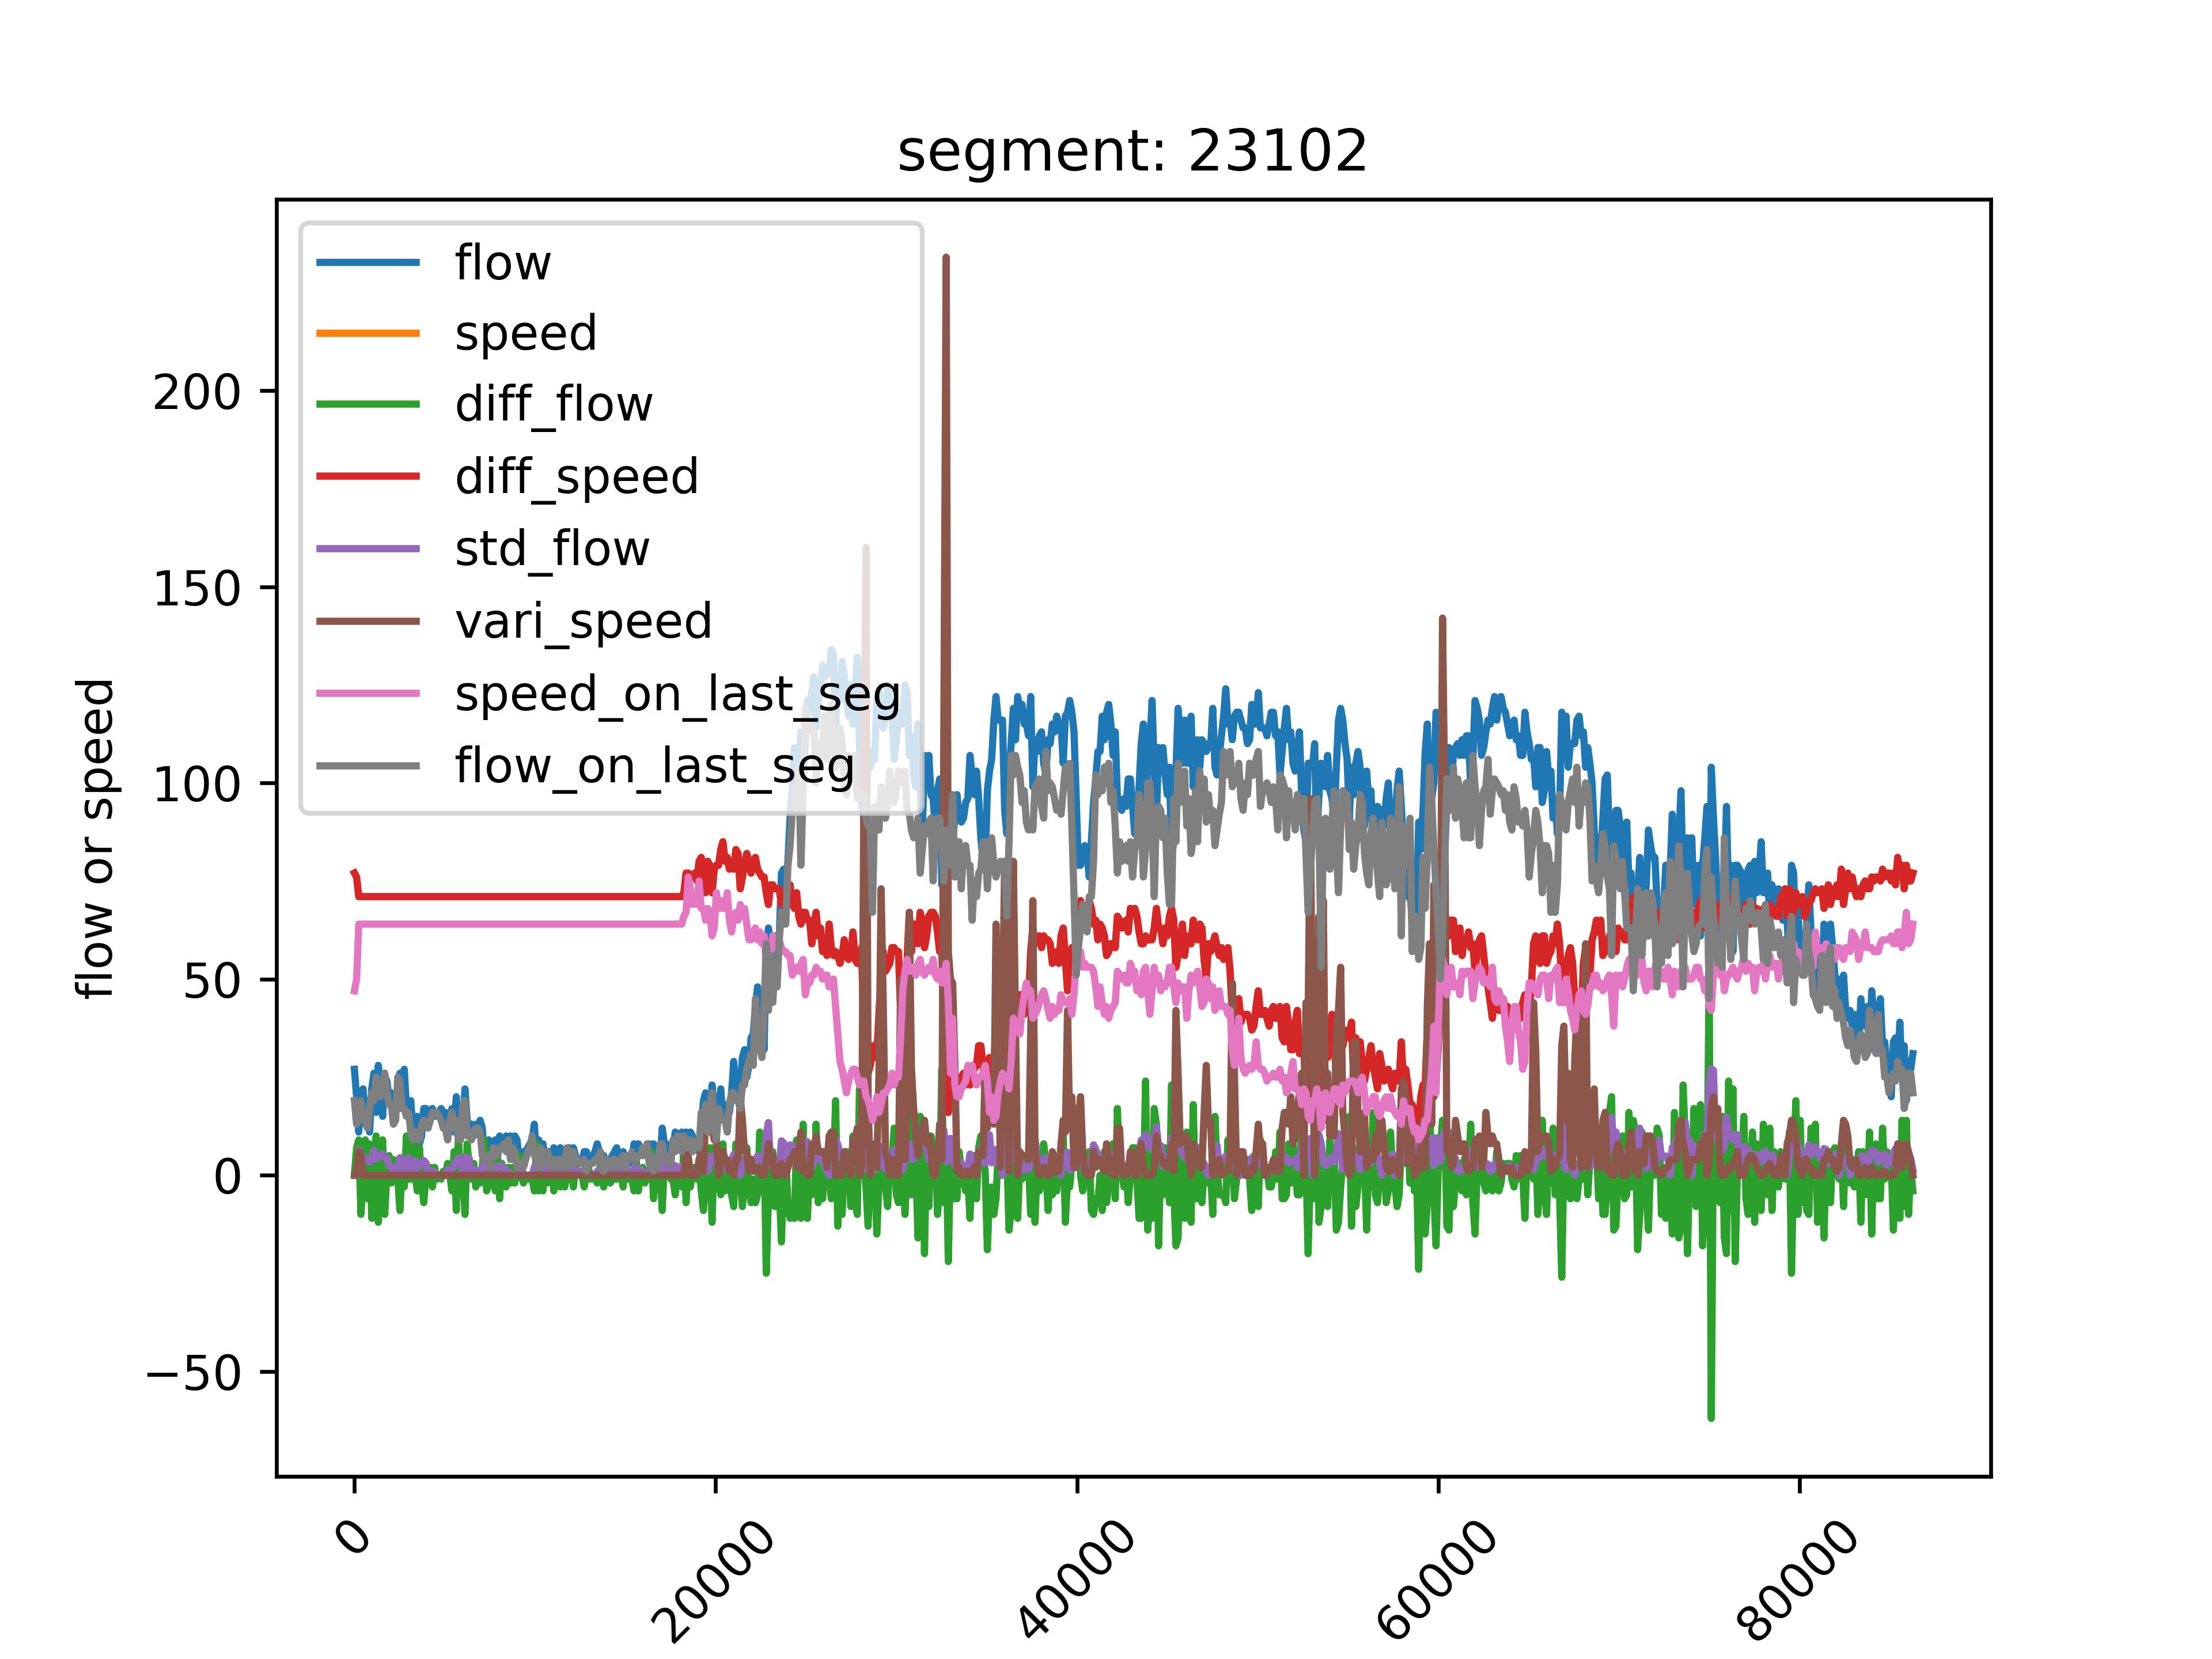 segment: 23102
flow
speed
diff_flow
diff_speed
std_flow
vari_speed
speed_on_last_seg
flow_on_last_seg
flow or speed
200
150
100
50
0
−50
0
20000
40000
60000
80000